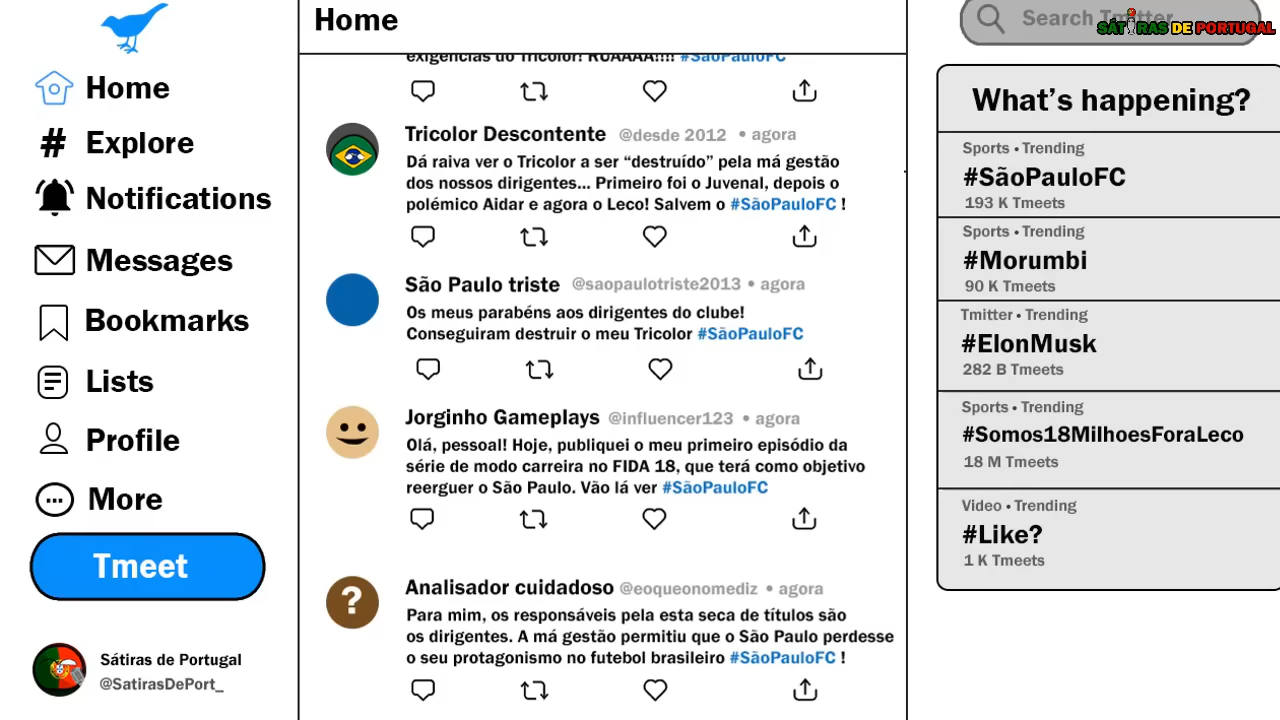 Home
Explore
Notifications
Messages
Bookmarks
Lists
Profile
More
Tmeet
Sátiras de Portugal
@SatirasDePort_
Home
exigências do Tricolor! RUAAAA!!!! #SãoPauloFC
Tricolor Descontente @desde 2012 • agora
Dá raiva ver o Tricolor a ser “destruído” pela má gestão
dos nossos dirigentes... Primeiro foi o Juvenal, depois o
polémico Aidar e agora o Leco! Salvem o #SãoPauloFC !
São Paulo triste @saopaulotriste2013 • agora
Os meus parabéns aos dirigentes do clube!
Conseguiram destruir o meu Tricolor #SãoPauloFC
Jorginho Gameplays @influencer123 • agora
Olá, pessoal! Hoje, publiquei o meu primeiro episódio da
série de modo carreira no FIDA 18, que terá como objetivo
reerguer o São Paulo. Vão lá ver #SãoPauloFC
?
Analisador cuidadoso @eoqueonomediz • agora
Para mim, os responsáveis pela esta seca de títulos são
os dirigentes. A má gestão permitiu que o São Paulo perdesse
o seu protagonismo no futebol brasileiro #SãoPauloFC !
Search Tmitter
SÁTIRAS DE PORTUGAL
What’s happening?
Sports • Trending
#SãoPauloFC
193 K Tmeets
Sports • Trending
#Morumbi
90 K Tmeets
Tmitter • Trending
#ElonMusk
282 B Tmeets
Sports • Trending
#Somos18MilhoesForaLeco
18 M Tmeets
Video • Trending
#Like?
1 K Tmeets